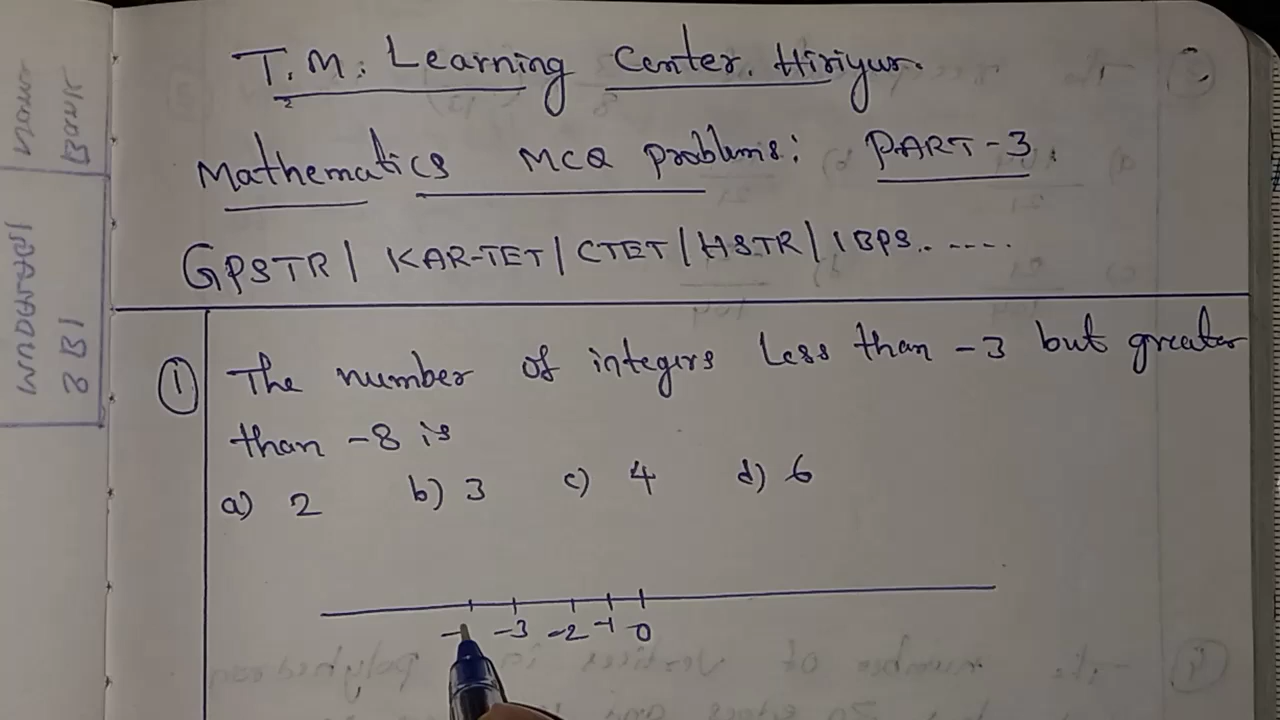 T.M. Learning Center. Hiriyur.
Mathematics MCQ problems: PART-3.
GPSTR/ KAR-TET/ CTET/ HSTR/ IBPS......
① The number of integers less than -3 but greater
than -8 is
a) 2 b) 3 c) 4 d) 6
-3 -2 -1 0